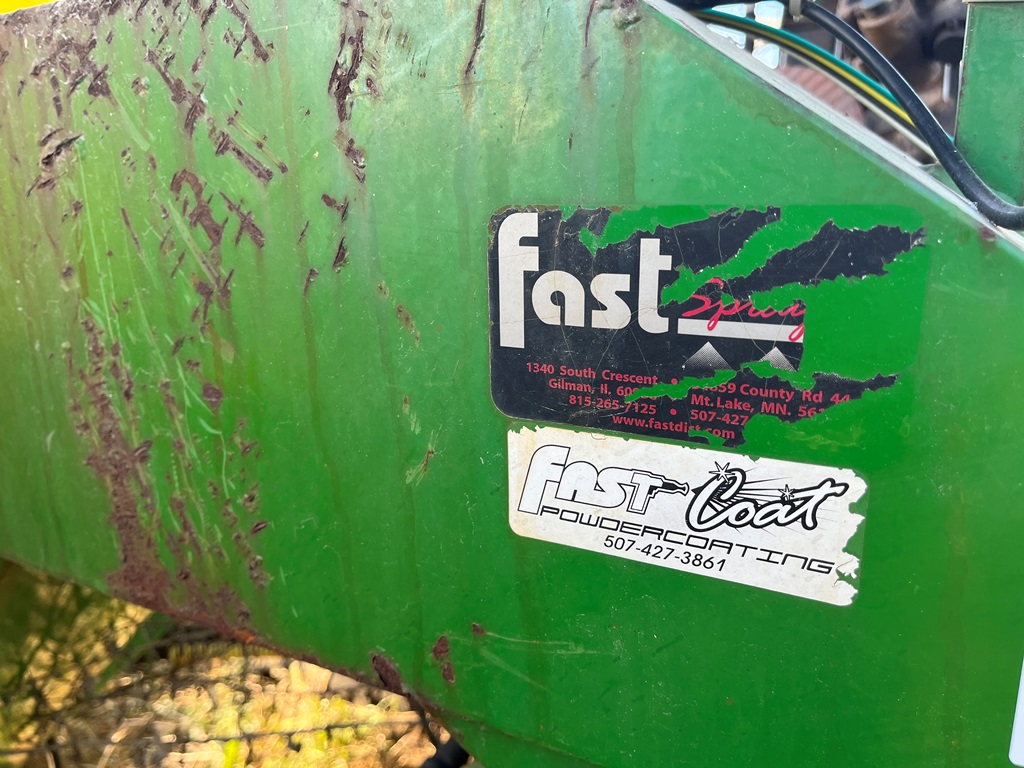 fast
Spray
1340 South Crescent •
Gilman, Il.
815-265-7125 •
County Rd 44
Mt. Lake, MN.
507-427
www.fastdist.com
FAST Coat
POWDERCOATING
507-427-3861